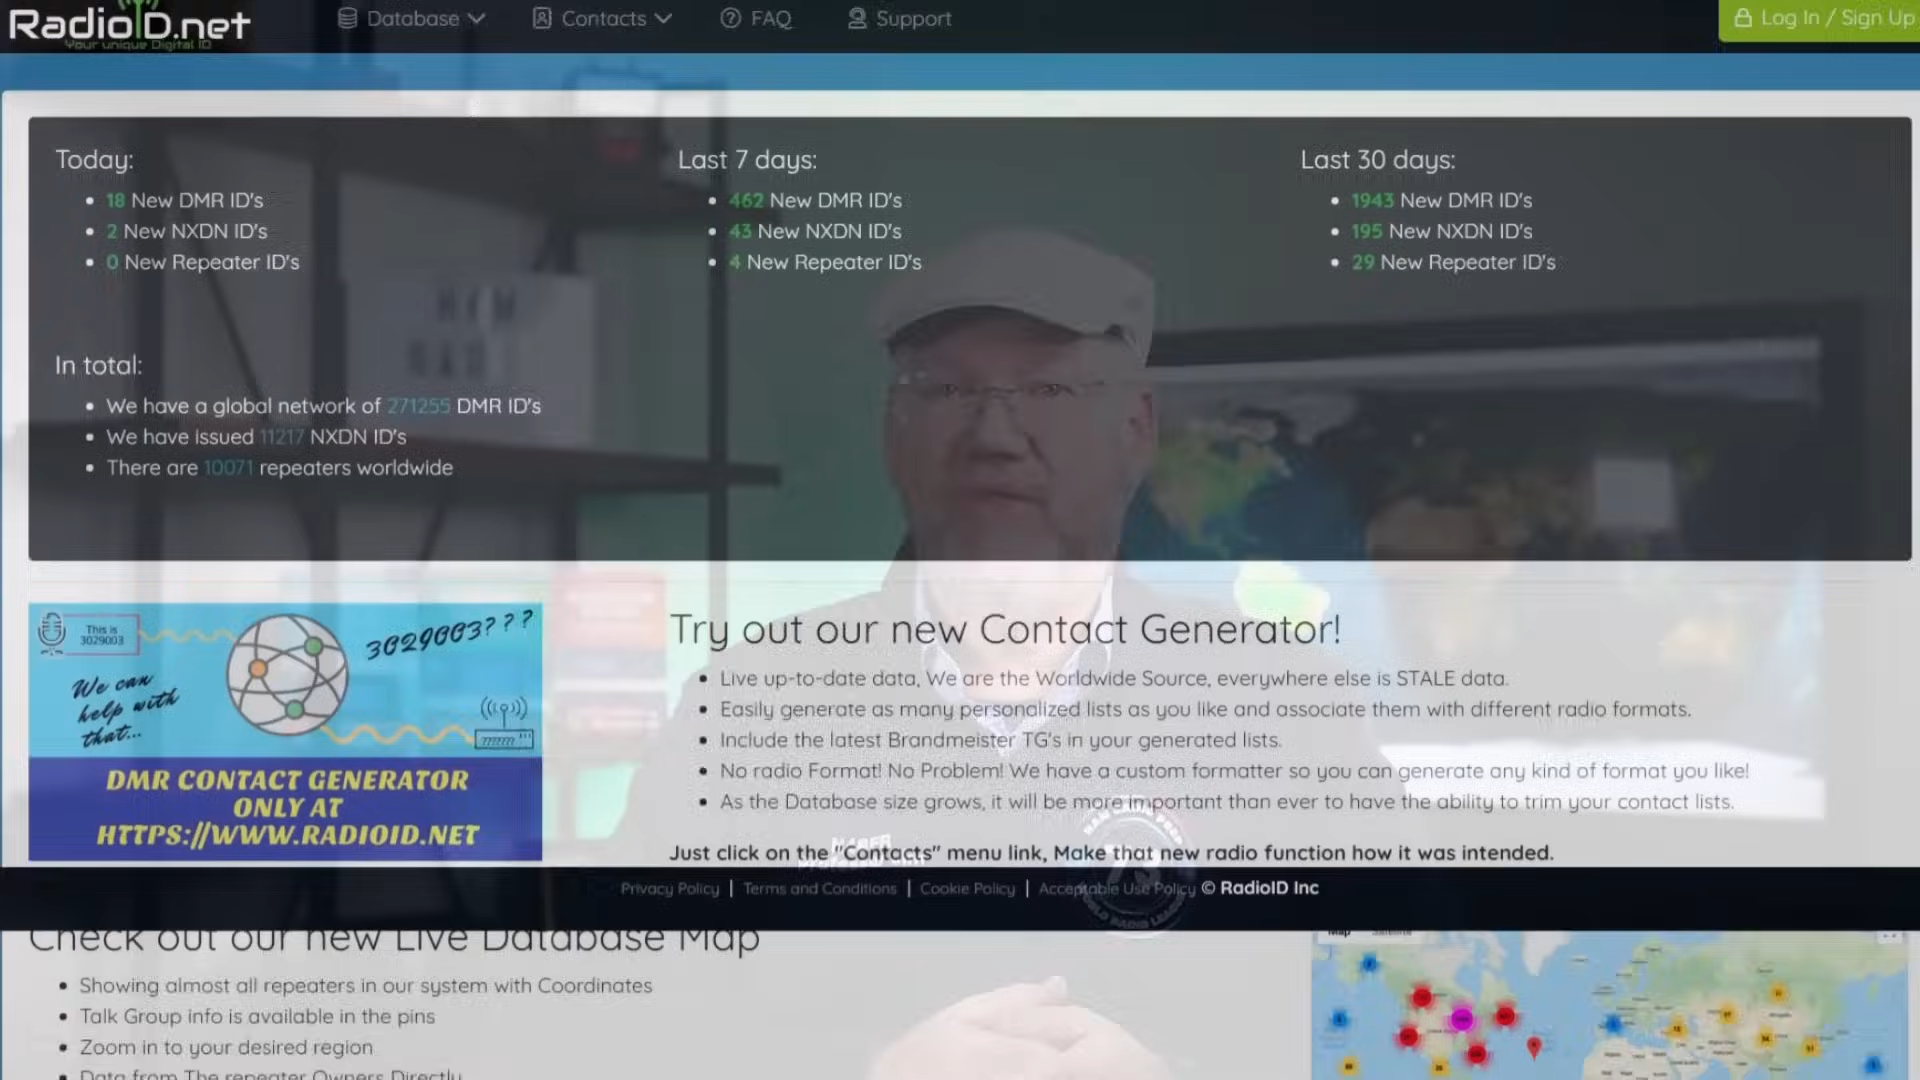 RadioID.net
Your unique Digital ID
Database
Contacts
FAQ
Support
Log In / Sign Up
Today:
18 New DMR ID's
2 New NXDN ID's
0 New Repeater ID's
Last 7 days:
462 New DMR ID's
43 New NXDN ID's
4 New Repeater ID's
Last 30 days:
1943 New DMR ID's
195 New NXDN ID's
29 New Repeater ID's
HAM
RADIO
In total:
We have a global network of 271255 DMR ID's
We have issued 11217 NXDN ID's
There are 10071 repeaters worldwide
This is
3029003
3029003???
We can
help with
that...
??????? '''
DMR CONTACT GENERATOR
ONLY AT
HTTPS://WWW.RADIOID.NET
Try out our new Contact Generator!
Live up-to-date data, We are the Worldwide Source, everywhere else is STALE data.
Easily generate as many personalized lists as you like and associate them with different radio formats.
Include the latest Brandmeister TG's in your generated lists.
No radio Format! No Problem! We have a custom formatter so you can generate any kind of format you like!
As the Database size grows, it will be more important than ever to have the ability to trim your contact lists.
Just click on the "Contacts" menu link, Make that new radio function how it was intended.
Privacy Policy | Terms and Conditions | Cookie Policy | Acceptable Use Policy © RadioID Inc
Check out our new Live Database Map
Showing almost all repeaters in our system with Coordinates
Talk Group info is available in the pins
Zoom in to your desired region
Data from The repeater Owners Directly
Map